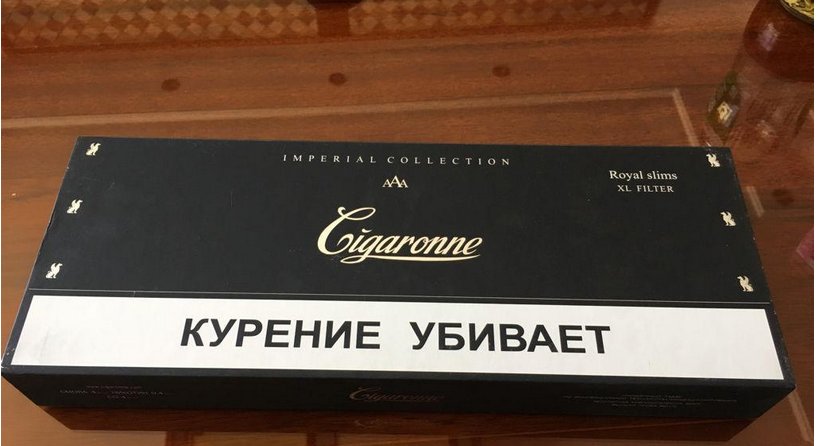 IMPERIAL COLLECTION
AAA
Royal slims
XL FILTER
Cigaronne
КУРЕНИЕ УБИВАЕТ
Cigaronne